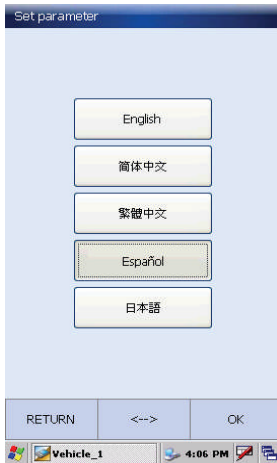 Set parameter
English
简体中文
繁體中文
Español
日本語
RETURN <--> OK
Vehicle_1 4:06 PM